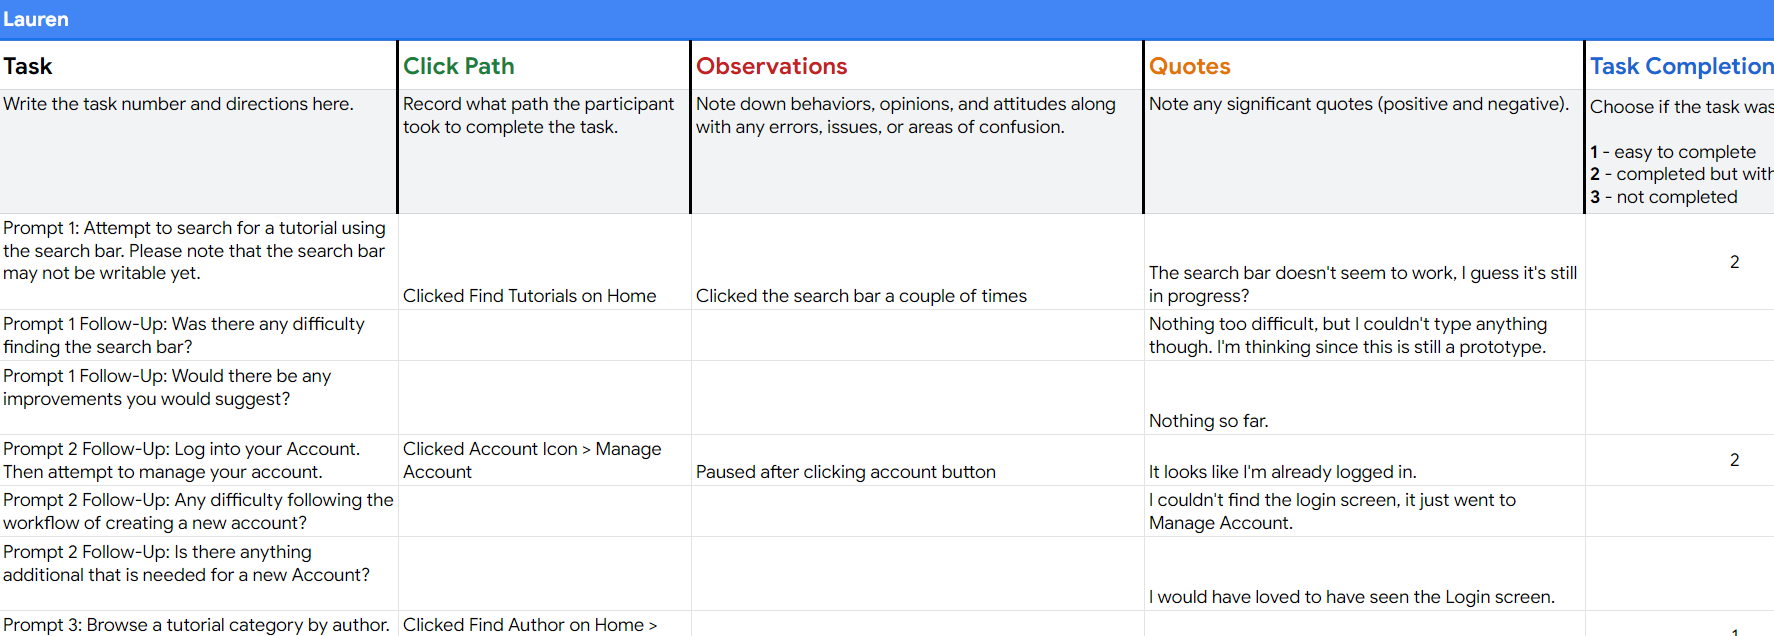 Lauren
Task
Click Path
Observations
Quotes
Task Completion
Write the task number and directions here.
Record what path the participant
took to complete the task.
Note down behaviors, opinions, and attitudes along
with any errors, issues, or areas of confusion.
Note any significant quotes (positive and negative).
Choose if the task was
1 - easy to complete
2 - completed but with
3 - not completed
Prompt 1: Attempt to search for a tutorial using
the search bar. Please note that the search bar
may not be writable yet.
Clicked Find Tutorials on Home
Clicked the search bar a couple of times
The search bar doesn't seem to work, I guess it's still
in progress?
2
Prompt 1 Follow-Up: Was there any difficulty
finding the search bar?
Nothing too difficult, but I couldn't type anything
though. I'm thinking since this is still a prototype.
Prompt 1 Follow-Up: Would there be any
improvements you would suggest?
Nothing so far.
Prompt 2 Follow-Up: Log into your Account.
Then attempt to manage your account.
Clicked Account Icon > Manage
Account
Paused after clicking account button
It looks like I'm already logged in.
2
Prompt 2 Follow-Up: Any difficulty following the
workflow of creating a new account?
I couldn't find the login screen, it just went to
Manage Account.
Prompt 2 Follow-Up: Is there anything
additional that is needed for a new Account?
I would have loved to have seen the Login screen.
Prompt 3: Browse a tutorial category by author.
Clicked Find Author on Home >
1